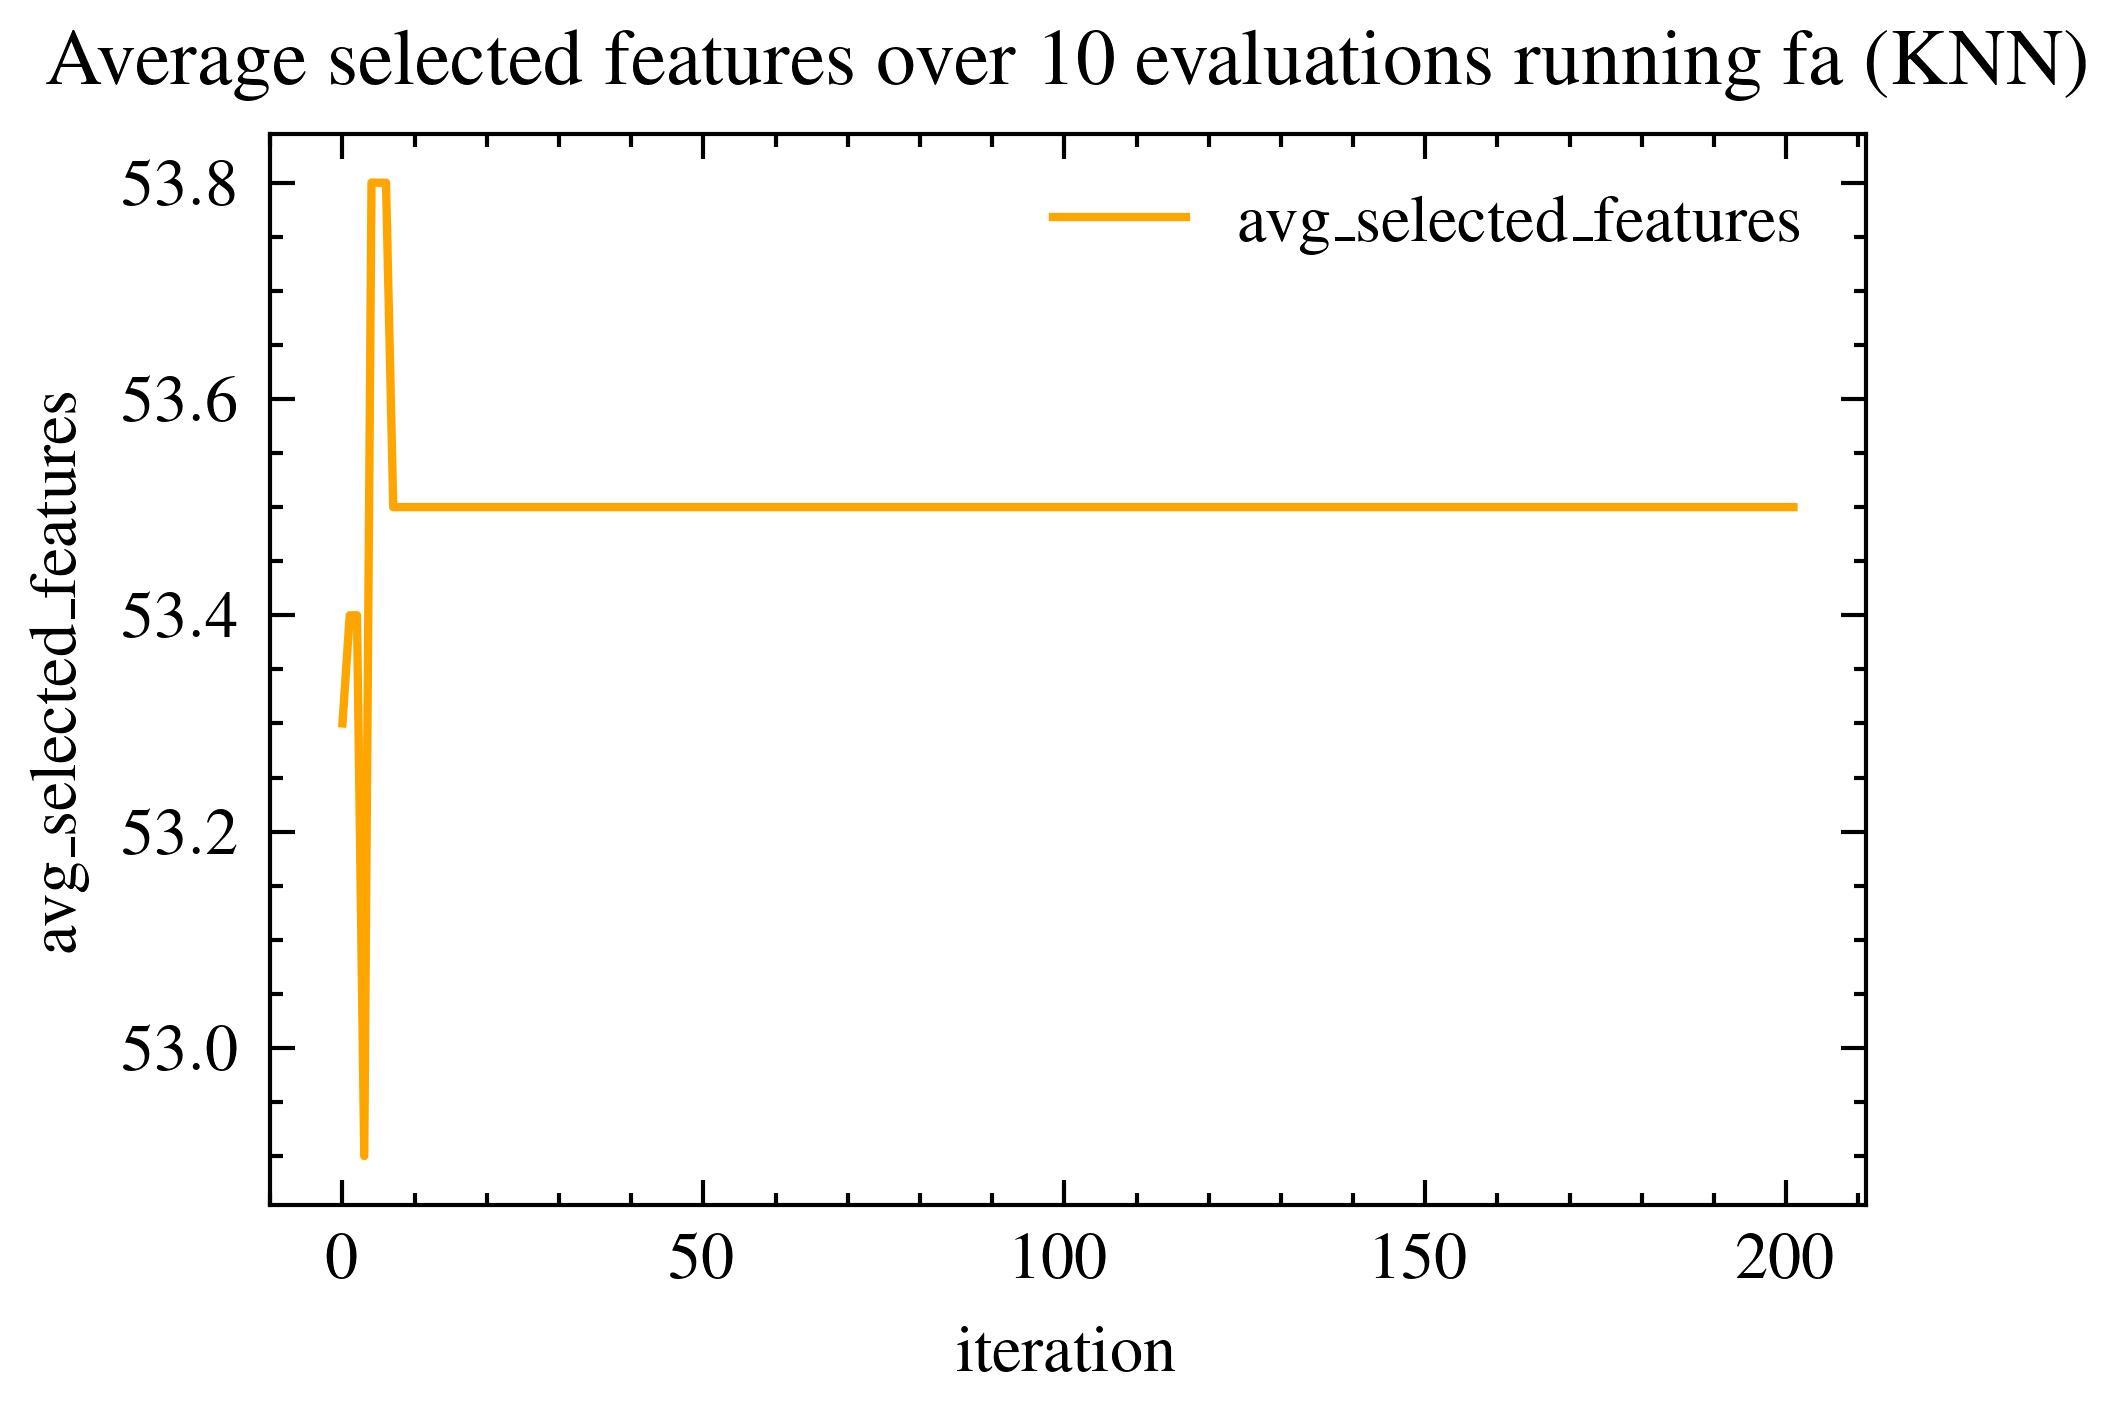 Average selected features over 10 evaluations running fa (KNN)
avg_selected_features
53.8
53.6
53.4
53.2
53.0
avg_selected_features
0 50 100 150 200
iteration